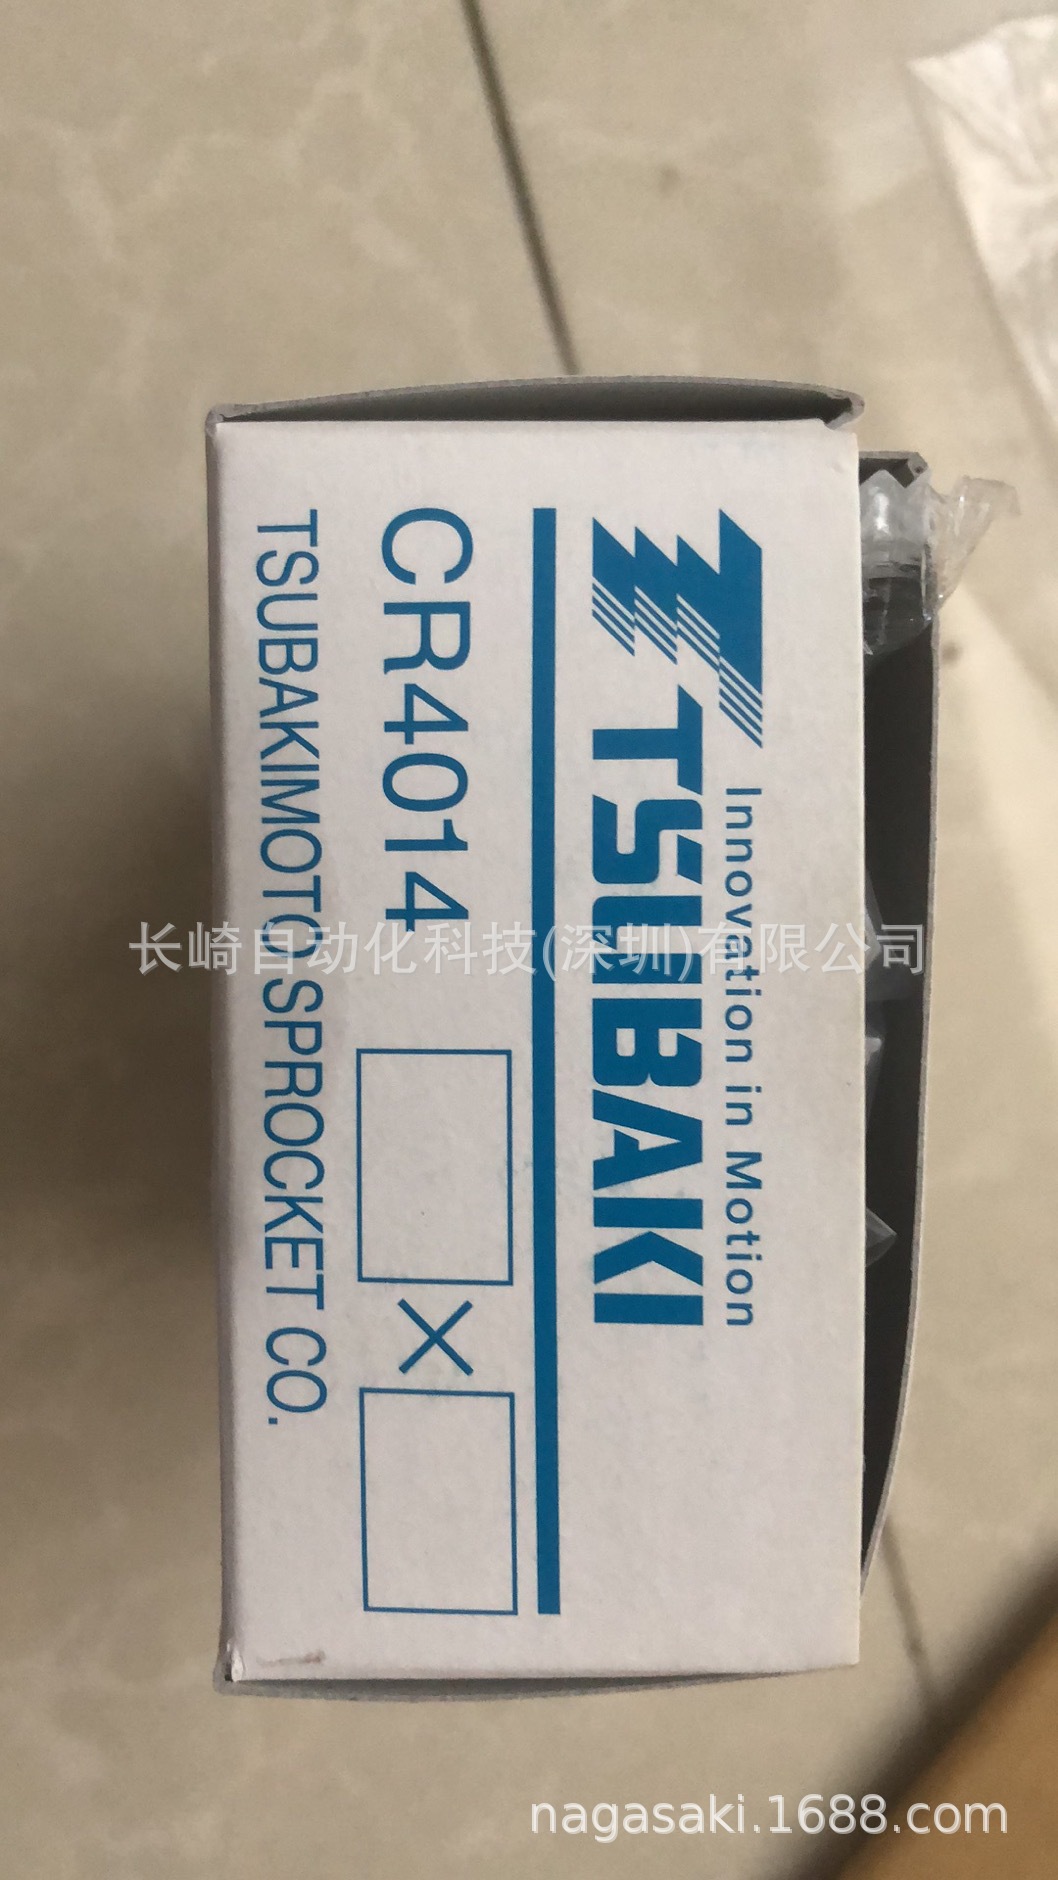 Innovation in Motion
TSUBAKI
CR4014 ×
TSUBAKIMOTO SPROCKET CO.
长崎自动化科技(深圳)有限公司
nagasaki.1688.com